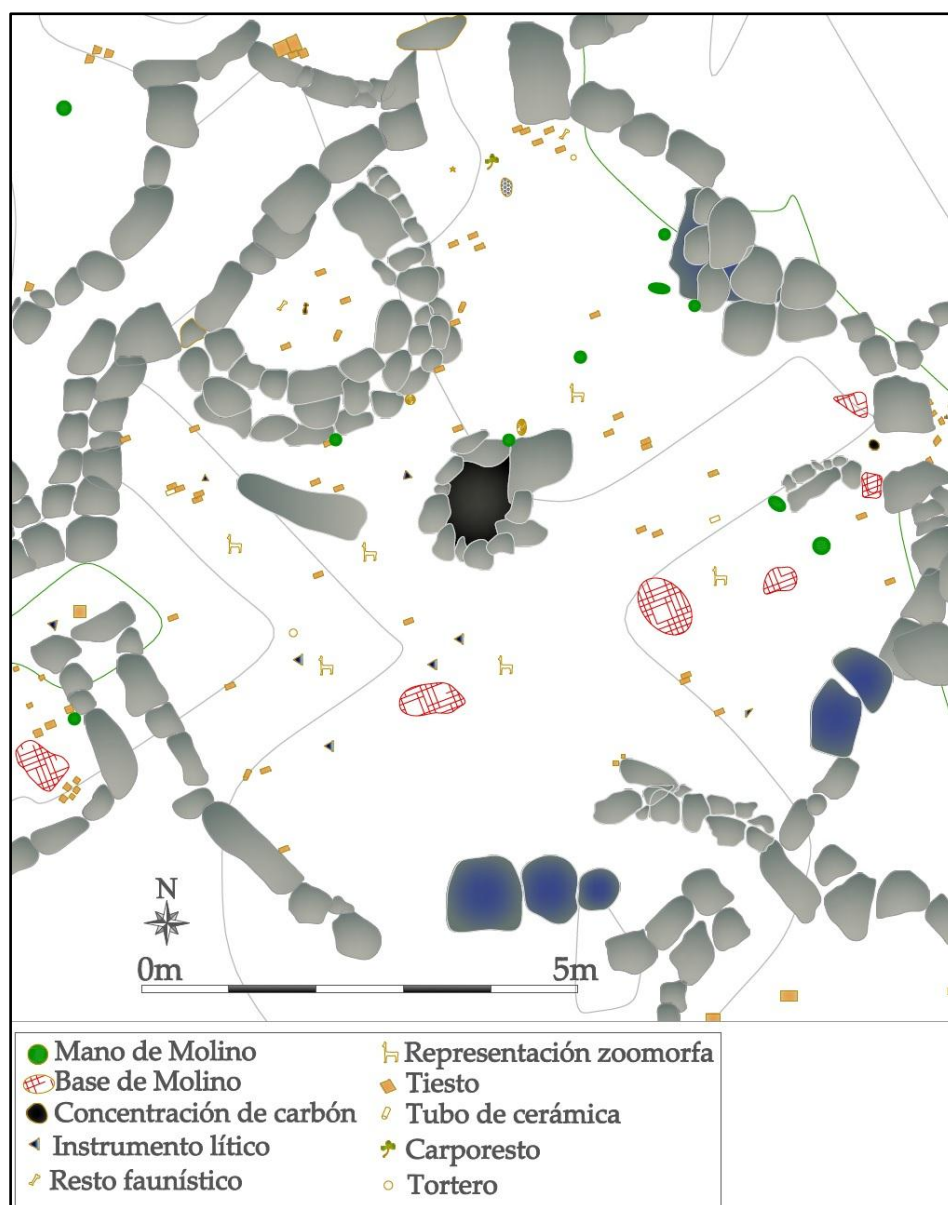 N
0m 5m
Mano de Molino
Base de Molino
Concentración de carbón
Instrumento lítico
Resto faunístico
Representación zoomorfa
Tiesto
Tubo de cerámica
Carporesto
Tortero